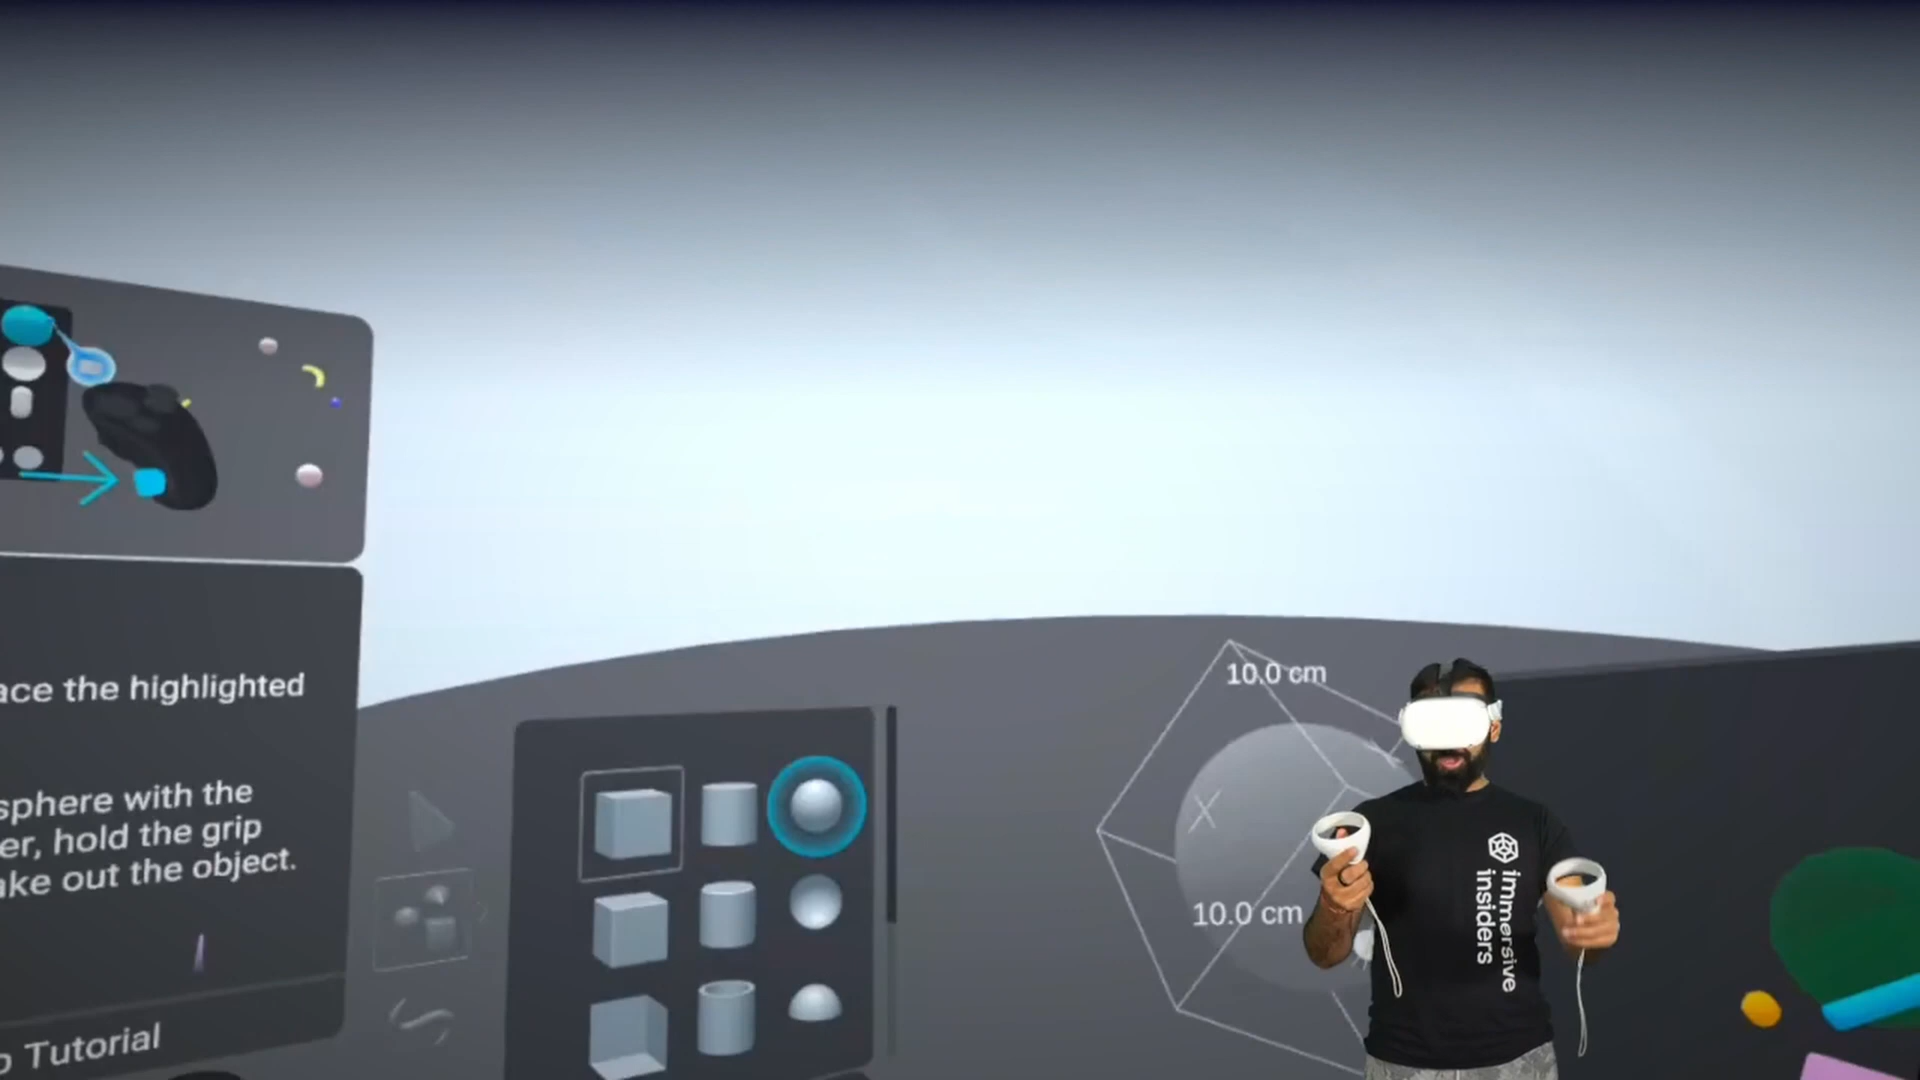 ace the highlighted
sphere with the
er, hold the grip
ake out the object.
Tutorial
10.0 cm
X
10.0 cm
immersive
insiders